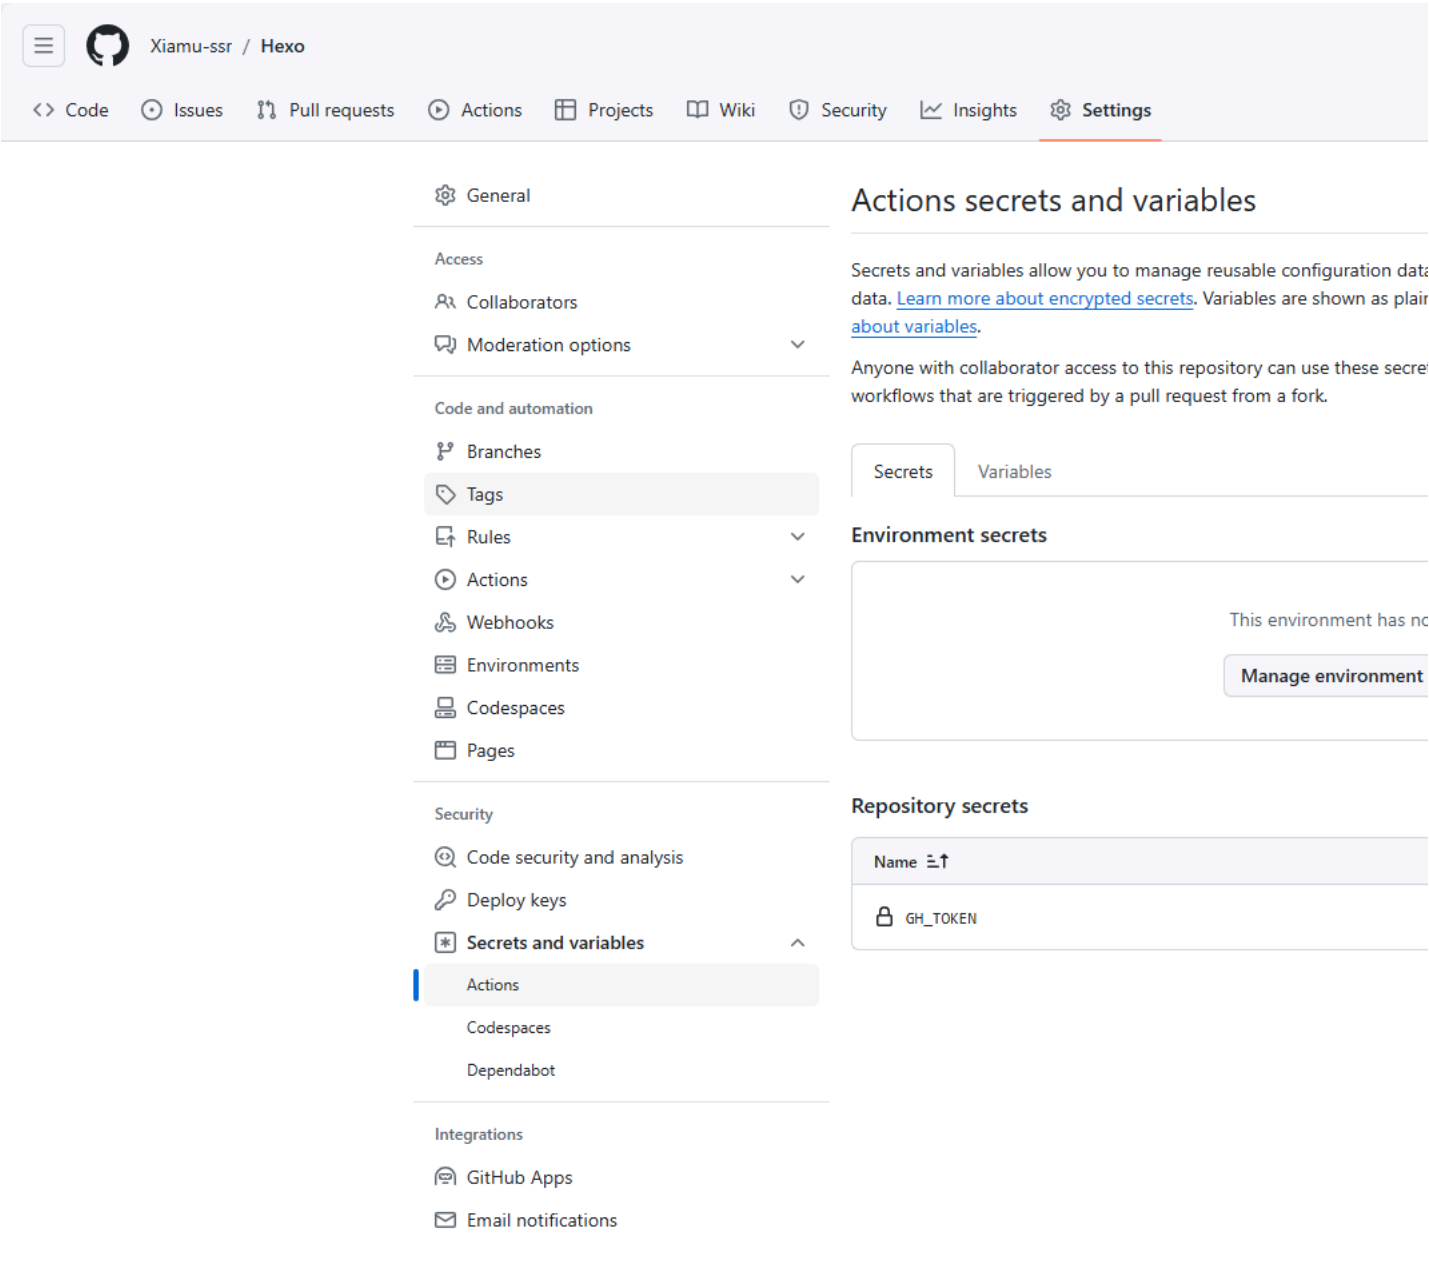 Xiamu-ssr / Hexo
Code Issues Pull requests Actions Projects Wiki Security Insights Settings
General
Access
Collaborators
Moderation options
Code and automation
Branches
Tags
Rules
Actions
Webhooks
Environments
Codespaces
Pages
Security
Code security and analysis
Deploy keys
Secrets and variables
Actions
Codespaces
Dependabot
Integrations
GitHub Apps
Email notifications
Actions secrets and variables
Secrets and variables allow you to manage reusable configuration data
data. Learn more about encrypted secrets. Variables are shown as plain
about variables.
Anyone with collaborator access to this repository can use these secre
workflows that are triggered by a pull request from a fork.
Secrets Variables
Environment secrets
This environment has no
Manage environment
Repository secrets
Name
GH_TOKEN